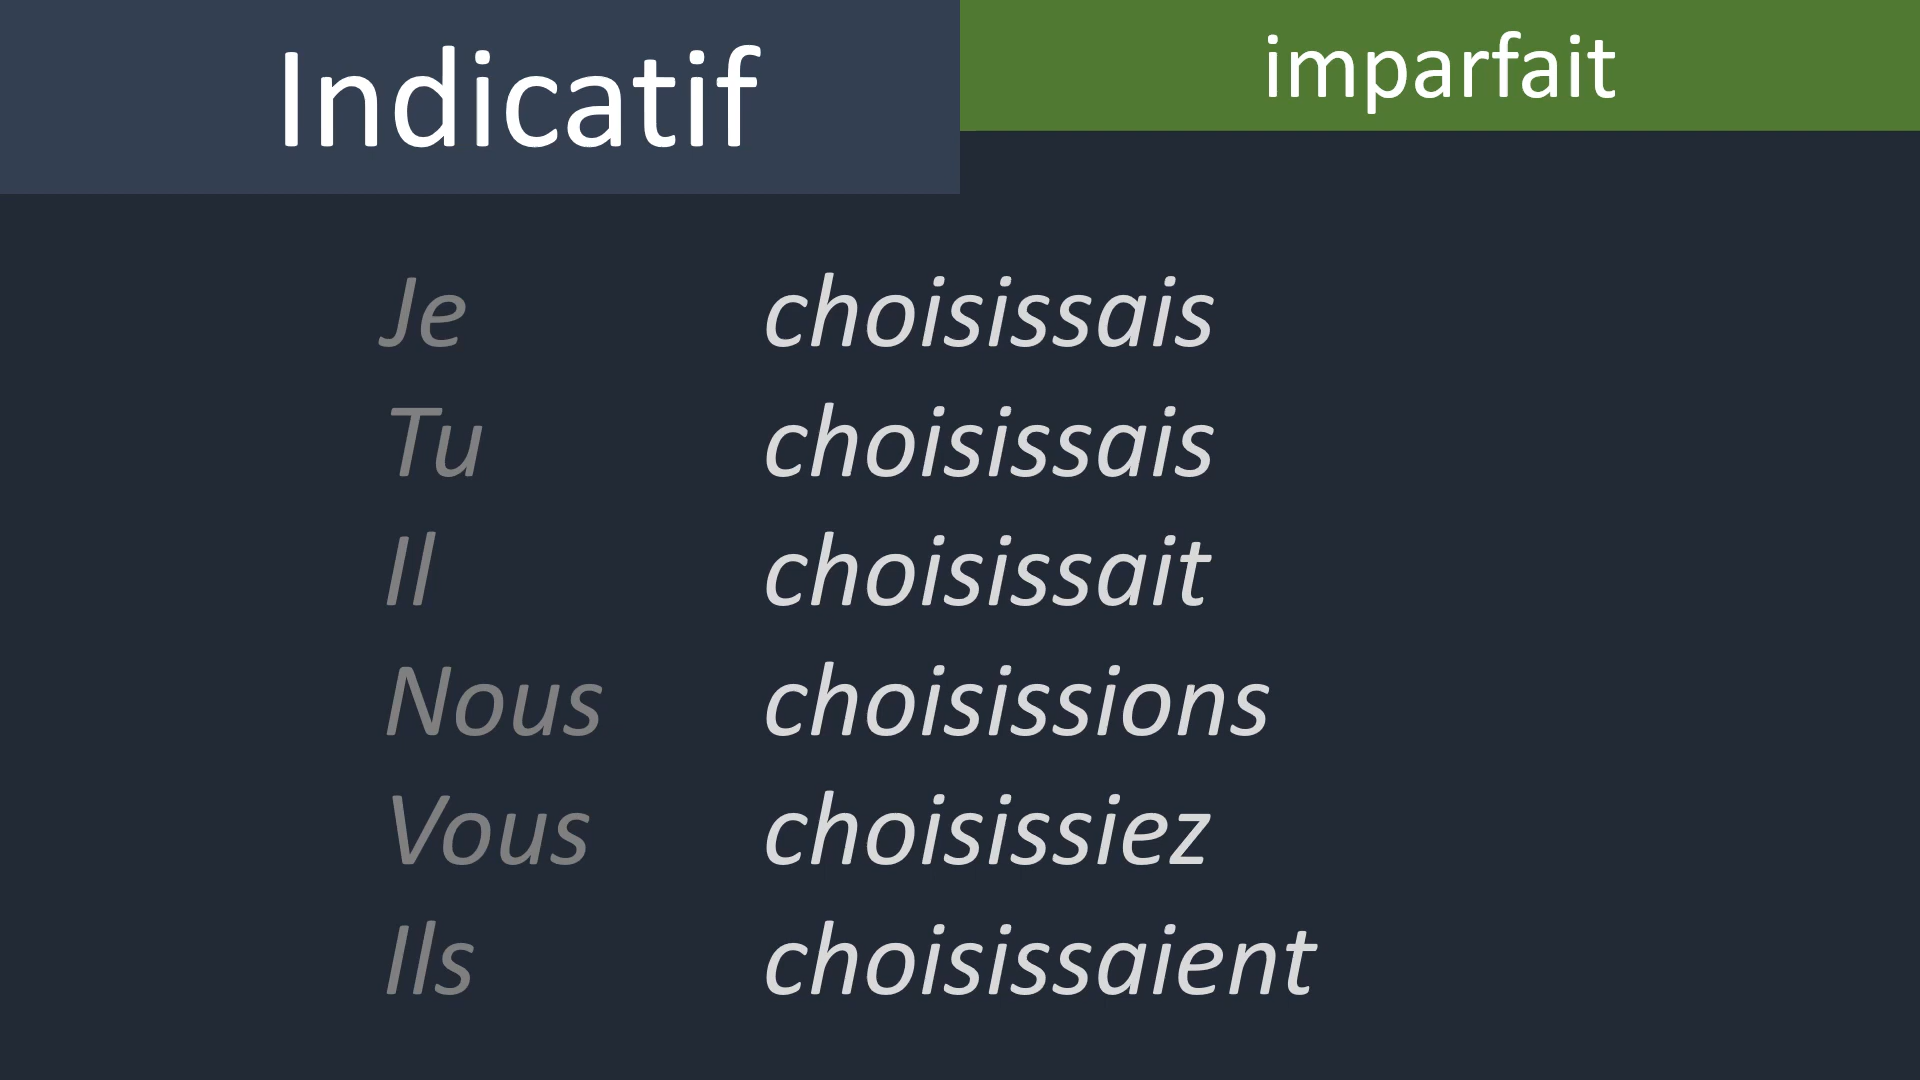 Indicatif
imparfait
Je choisissais
Tu choisissais
Il choisissait
Nous choisissions
Vous choisissiez
Ils choisissaient